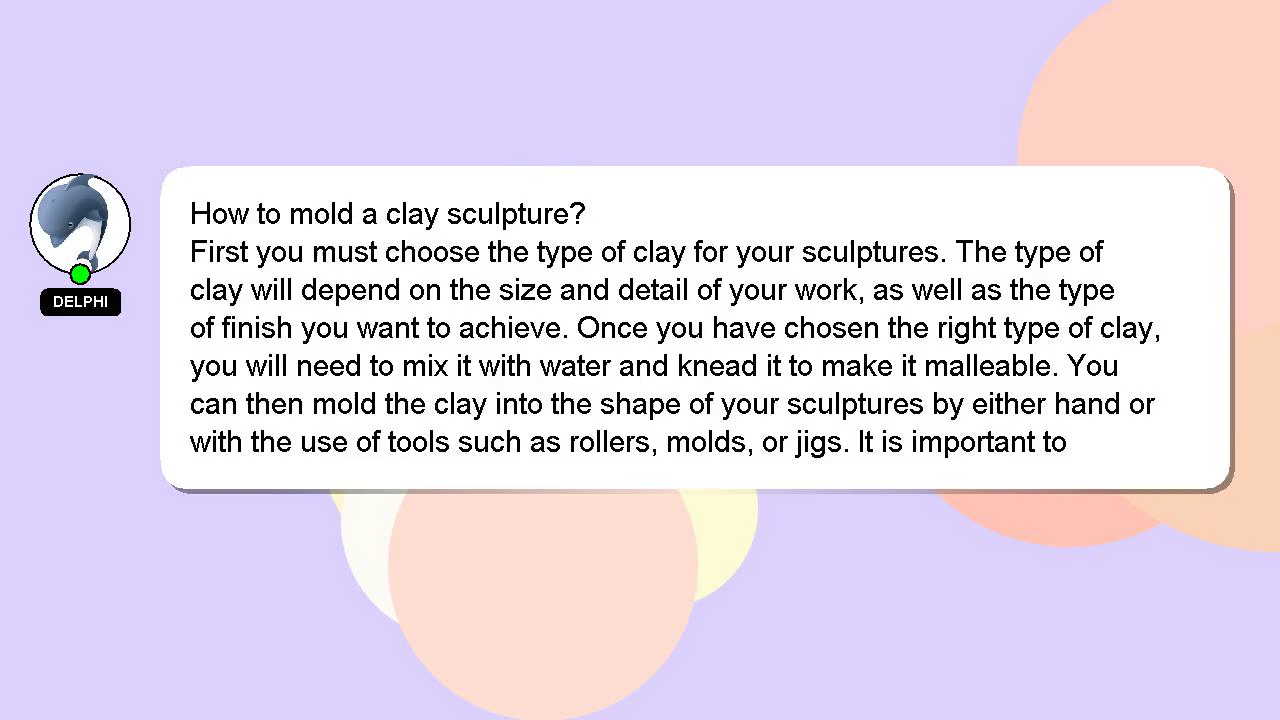 DELPHI
How to mold a clay sculpture?
First you must choose the type of clay for your sculptures. The type of
clay will depend on the size and detail of your work, as well as the type
of finish you want to achieve. Once you have chosen the right type of clay,
you will need to mix it with water and knead it to make it malleable. You
can then mold the clay into the shape of your sculptures by either hand or
with the use of tools such as rollers, molds, or jigs. It is important to